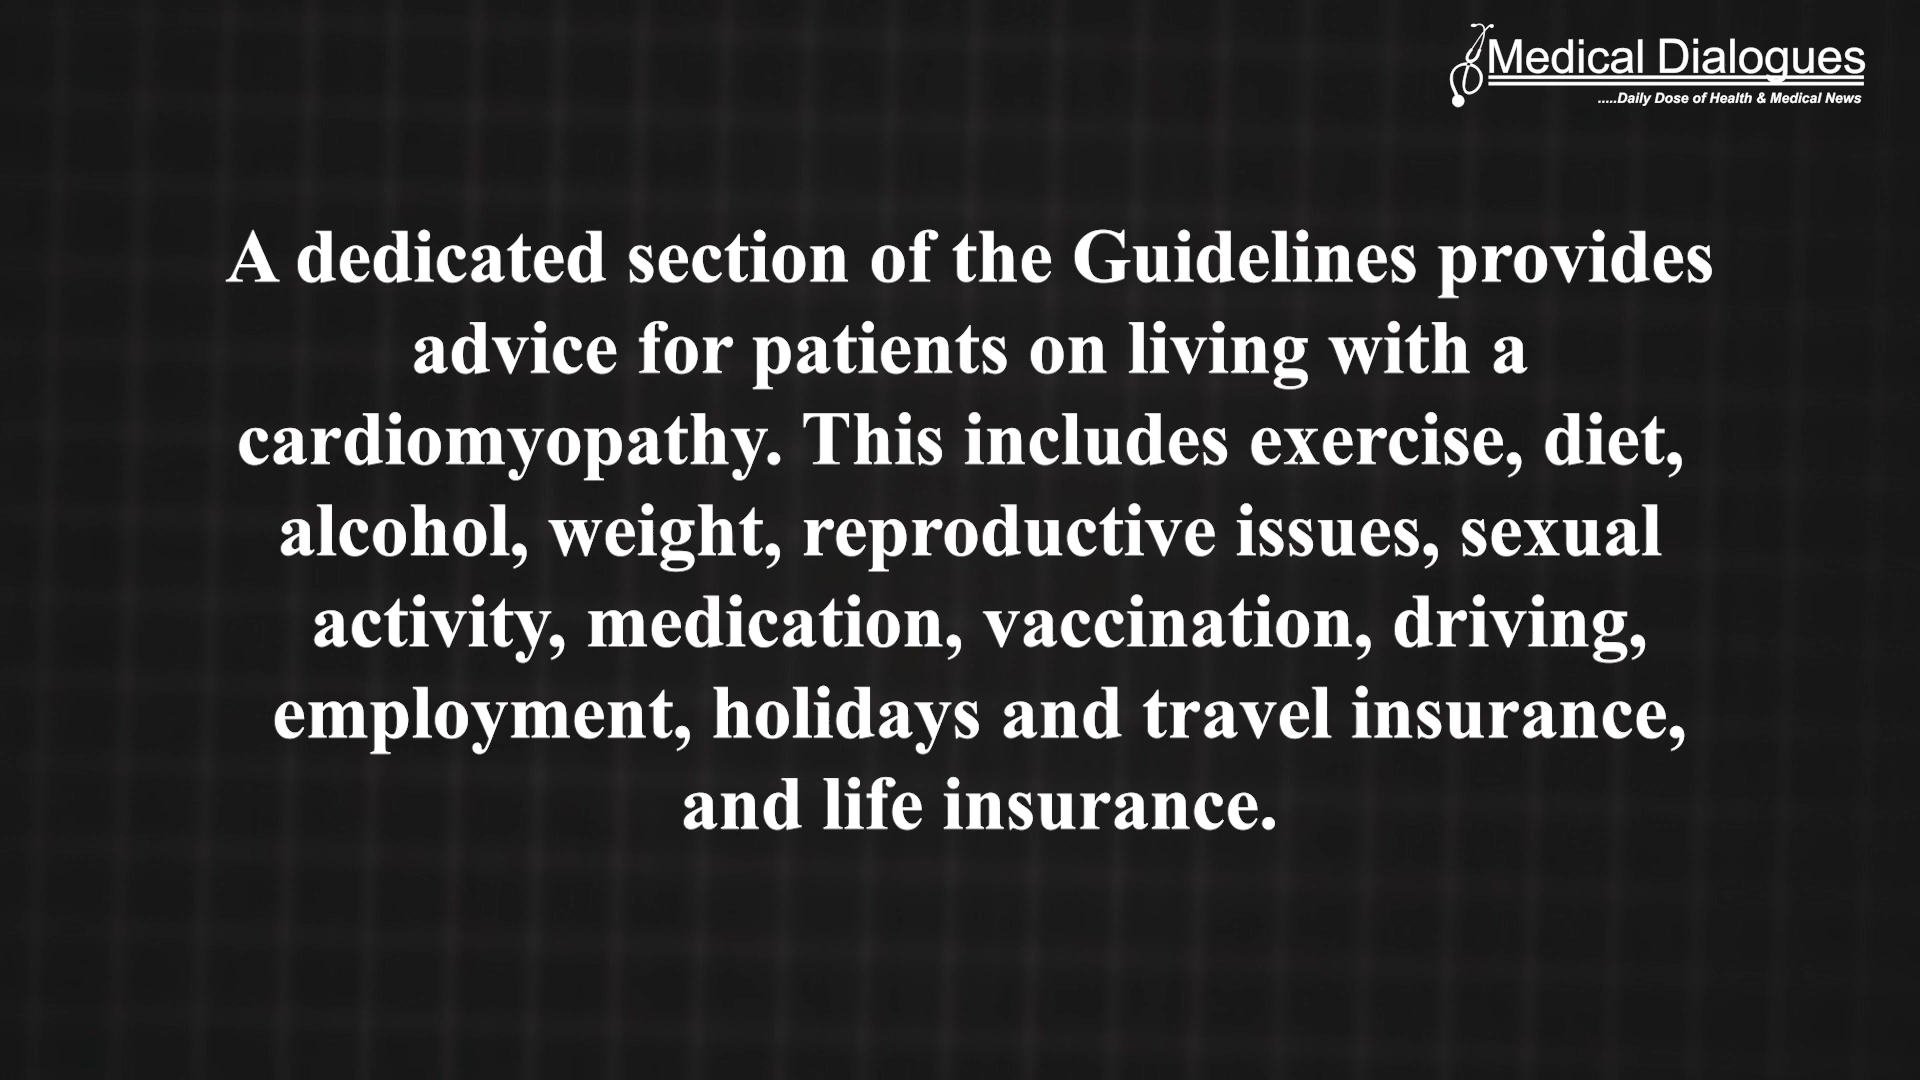 Medical Dialogues
.....Daily Dose of Health & Medical News
A dedicated section of the Guidelines provides
advice for patients on living with a
cardiomyopathy. This includes exercise, diet,
alcohol, weight, reproductive issues, sexual
activity, medication, vaccination, driving,
employment, holidays and travel insurance,
and life insurance.